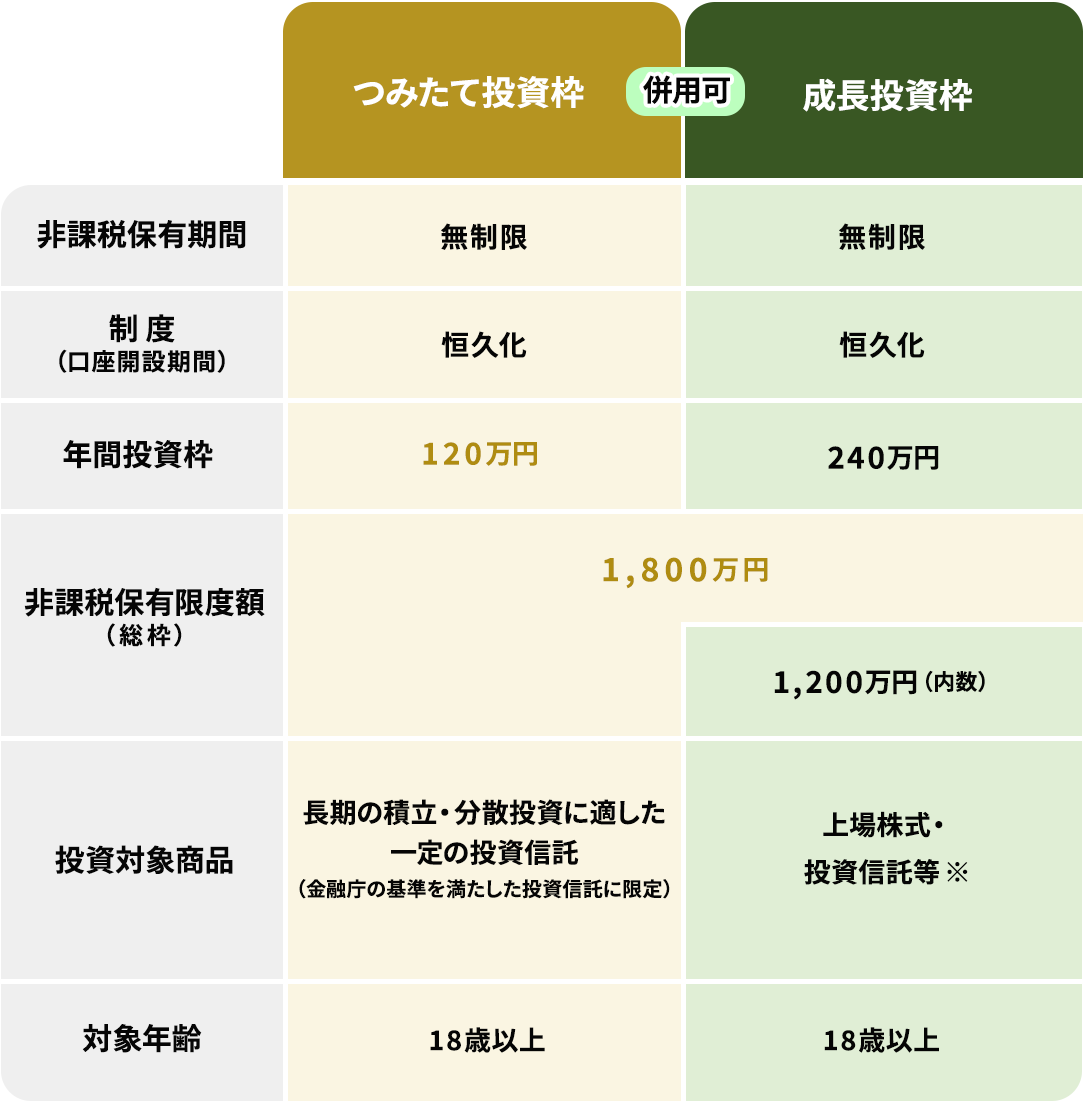 つみたて投資枠
併用可
成長投資枠
非課税保有期間
無制限
無制限
制度
（口座開設期間）
恒久化
恒久化
年間投資枠
120万円
240万円
非課税保有限度額
（総枠）
1,800万円
1,200万円（内数）
投資対象商品
長期の積立・分散投資に適した
一定の投資信託
（金融庁の基準を満たした投資信託に限定）
上場株式・
投資信託等※
対象年齢
18歳以上
18歳以上